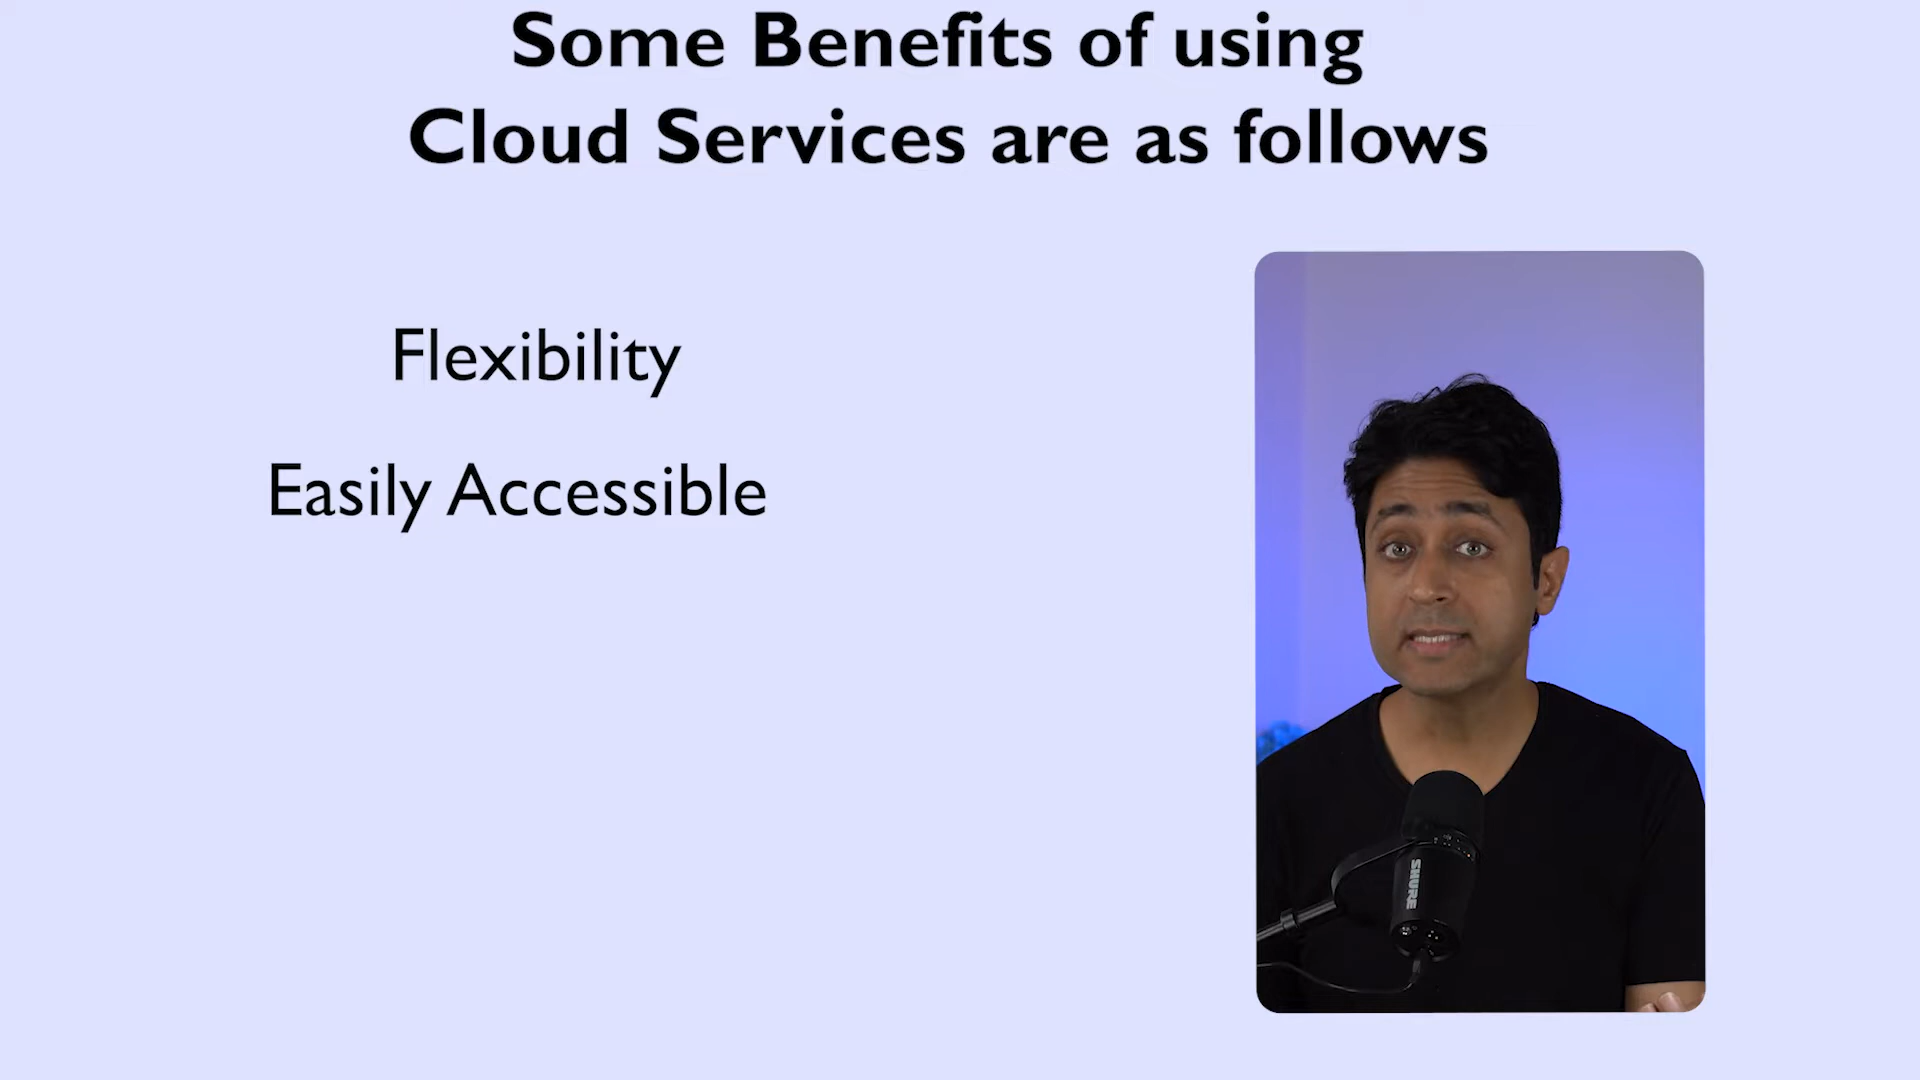 Some Benefits of using
Cloud Services are as follows
Flexibility
Easily Accessible
SHURE